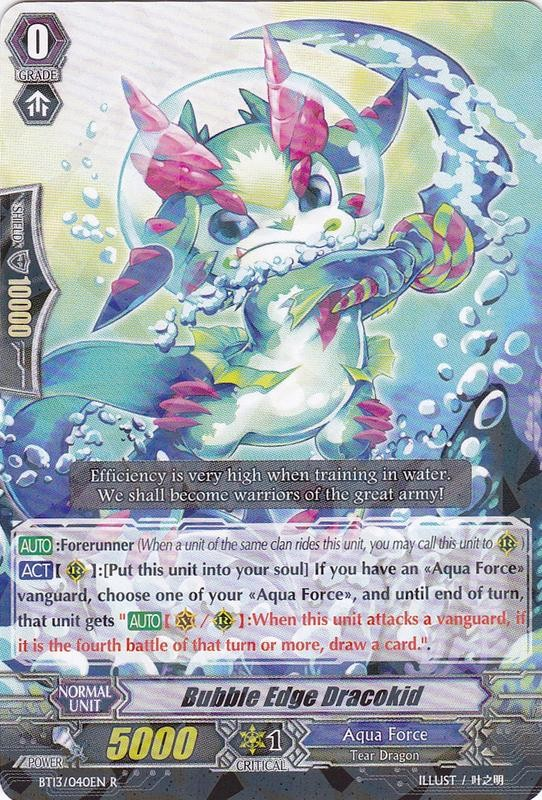 0
GRADE
SHIELD
10000
Efficiency is very high when training in water.
We shall become warriors of the great army!
AUTO:Forerunner (When a unit of the same clan rides this unit, you may call this unit to R
ACT【R】:[Put this unit into your soul] If you have an «Aqua Force»
vanguard, choose one of your «Aqua Force», and until end of turn,
that unit gets "AUTO【V/R】:When this unit attacks a vanguard, if
it is the fourth battle of that turn or more, draw a card.".
NORMAL
UNIT
Bubble Edge Dracokid
POWER
5000
1
CRITICAL
Aqua Force
Tear Dragon
BT13/040EN R
ILLUST / 叶之明